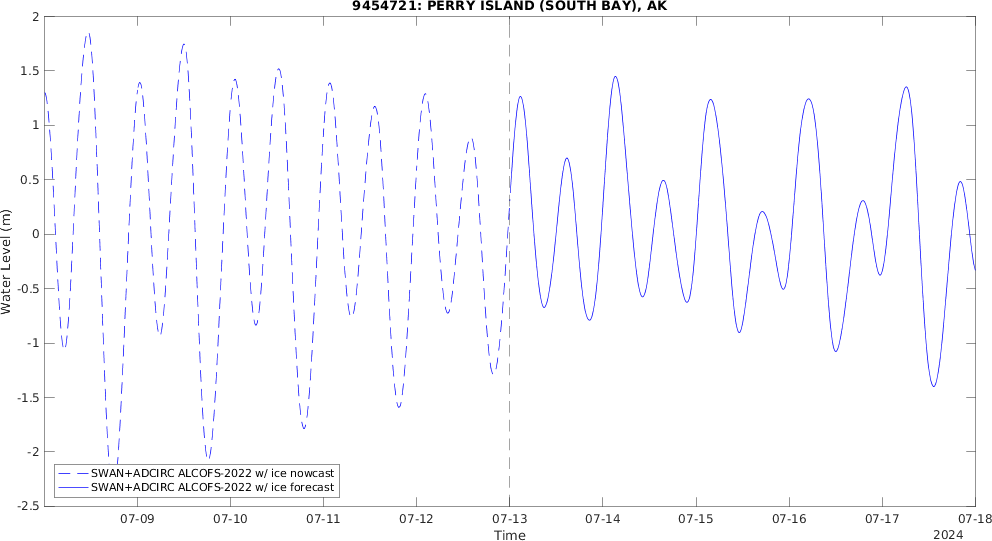 9454721: PERRY ISLAND (SOUTH BAY), AK
Water Level (m)
2
1.5
1
0.5
0
-0.5
-1
-1.5
-2
-2.5
SWAN+ADCIRC ALCOFS-2022 w/ ice nowcast
SWAN+ADCIRC ALCOFS-2022 w/ ice forecast
07-09 07-10 07-11 07-12 07-13 07-14 07-15 07-16 07-17 07-18
Time
2024